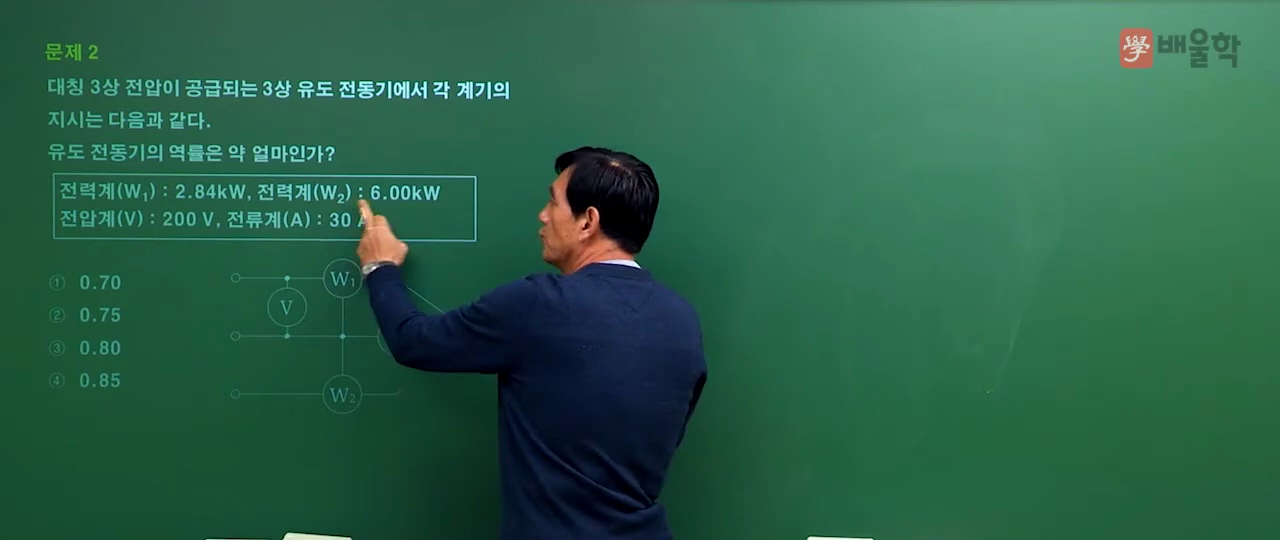 문제 2
學 배울학
대칭 3상 전압이 공급되는 3상 유도 전동기에서 각 계기의
지시는 다음과 같다.
유도 전동기의 역률은 약 얼마인가?
전력계(W₁) : 2.84kW, 전력계(W₂) : 6.00kW
전압계(V) : 200 V, 전류계(A) : 30
① 0.70
② 0.75
③ 0.80
④ 0.85
W₁
V
W₂